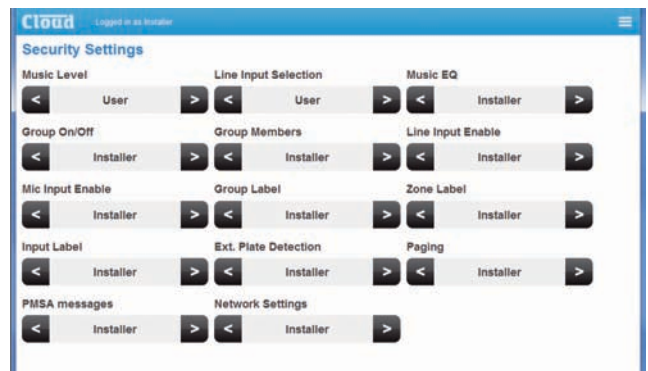 Cloud Logged in as Installer
Security Settings
Music Level Line Input Selection Music EQ
< User > < User > < Installer >
Group On/Off Group Members Line Input Enable
< Installer > < Installer > < Installer >
Mic Input Enable Group Label Zone Label
< Installer > < Installer > < Installer >
Input Label Ext. Plate Detection Paging
< Installer > < Installer > < Installer >
PMSA messages Network Settings
< Installer > < Installer >